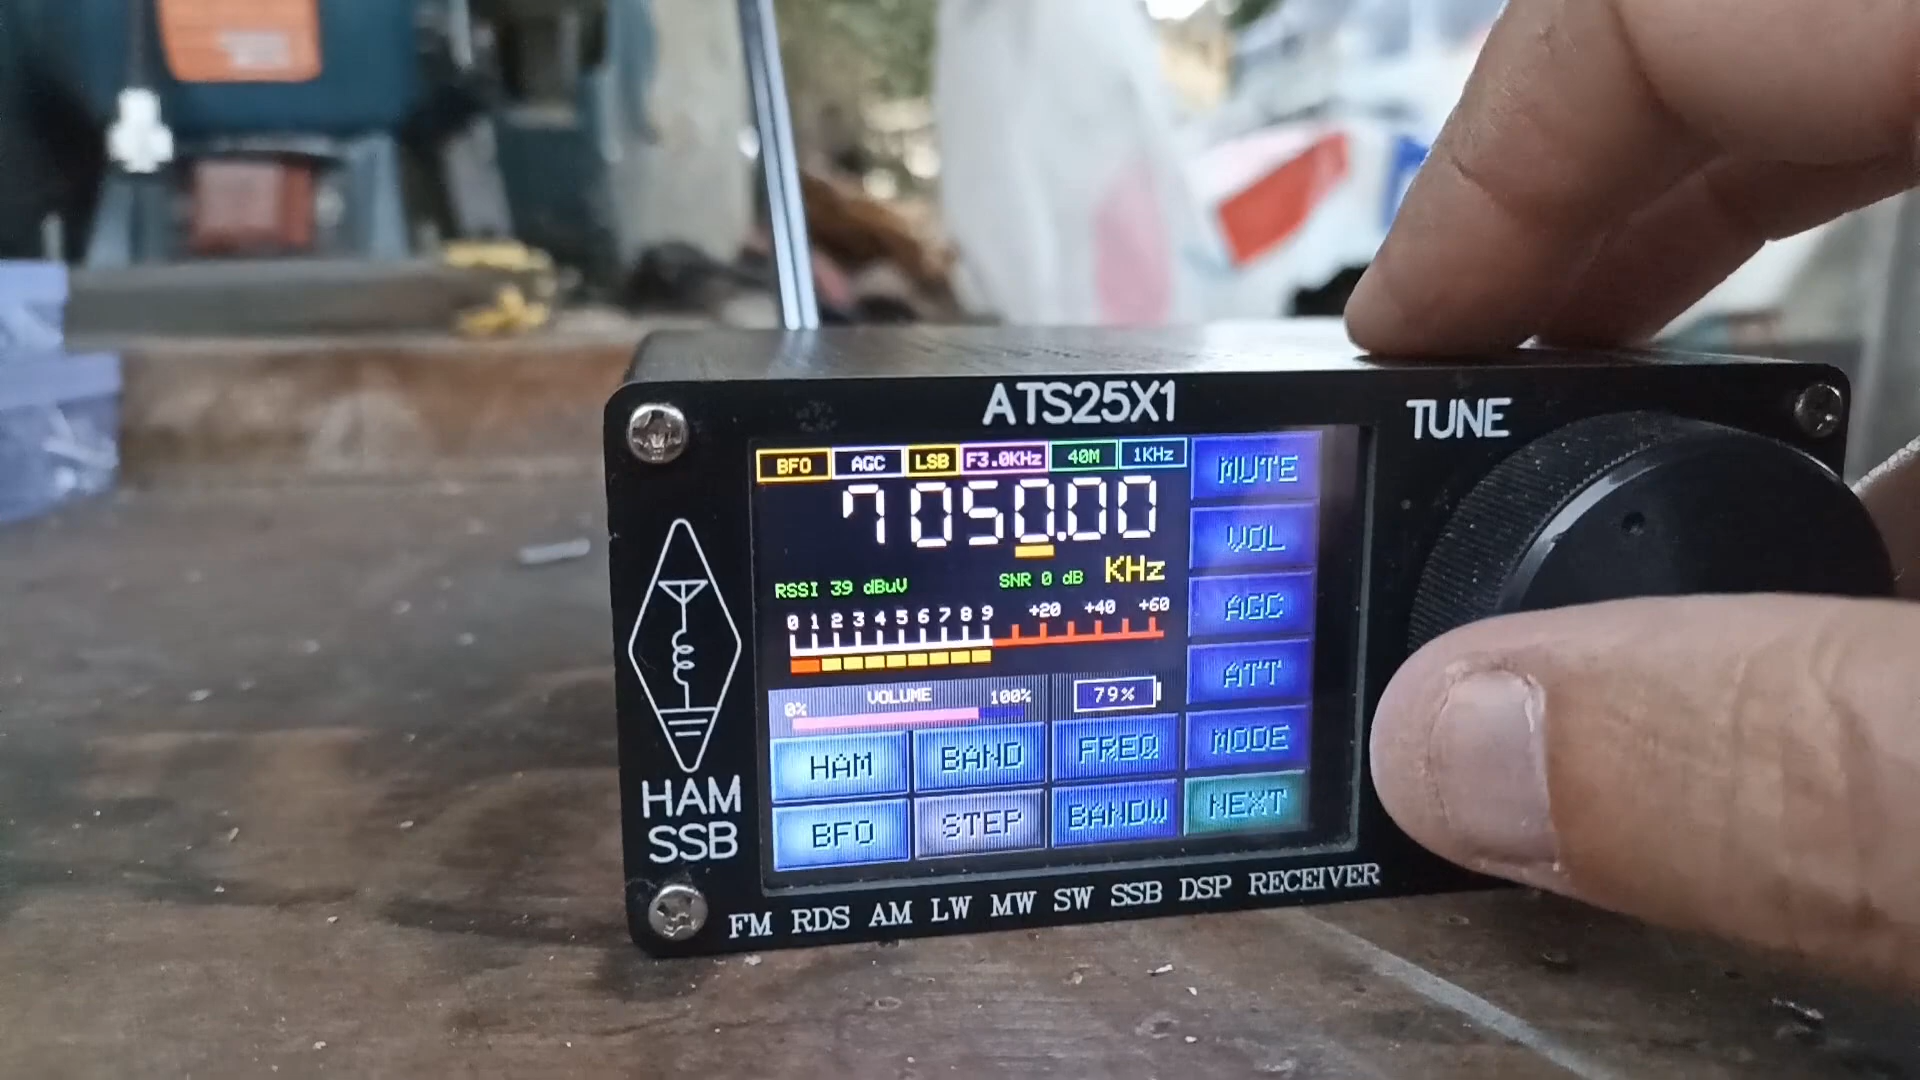 ATS25X1
TUNE
BFO AGC LSB F3.0KHz 40M 1KHz
7050.00
KHz
RSSI 39 dBuV SNR 0 dB
0 1 2 3 4 5 6 7 8 9 +20 +40 +60
VOLUME
0% 100%
79%
HAM BAND FREQ
BFO STEP BANDW
MUTE
VOL
AGC
ATT
MODE
NEXT
HAM
SSB
FM RDS AM LW MW SW SSB DSP RECEIVER